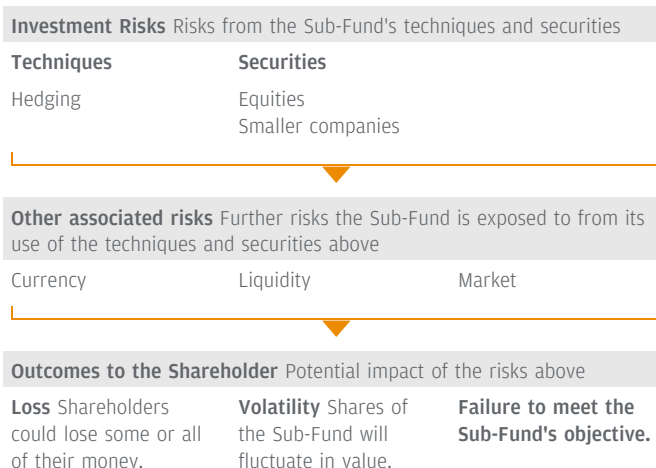 Investment Risks Risks from the Sub-Fund's techniques and securities
Techniques
Securities
Hedging
Equities
Smaller companies
Other associated risks Further risks the Sub-Fund is exposed to from its
use of the techniques and securities above
Currency
Liquidity
Market
Outcomes to the Shareholder Potential impact of the risks above
Loss Shareholders
could lose some or all
of their money.
Volatility Shares of
the Sub-Fund will
fluctuate in value.
Failure to meet the
Sub-Fund's objective.